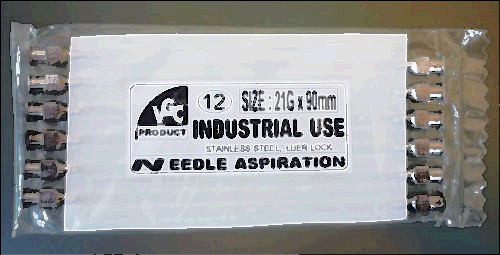 VGC
PRODUCT
12 SIZE : 21G x 90mm
INDUSTRIAL USE
STAINLESS STEEL, LUER LOCK
NEEDLE ASPIRATION